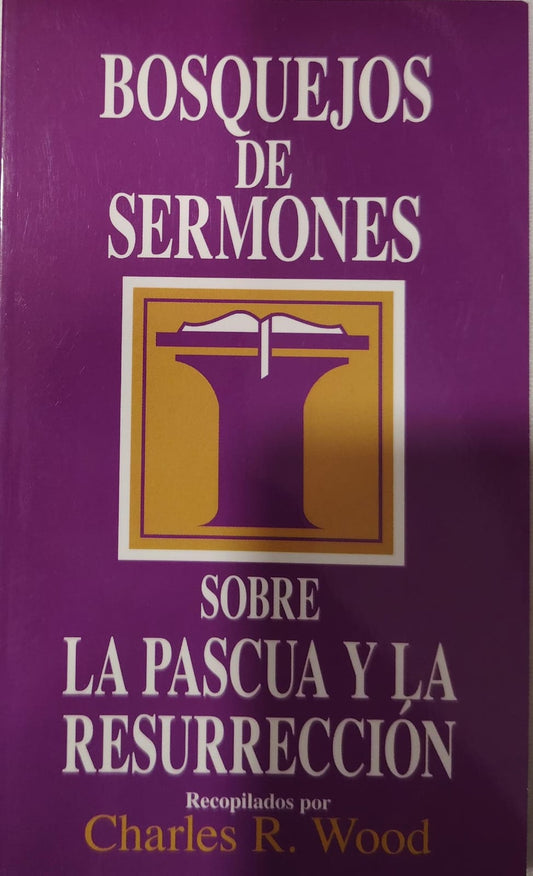 BOSQUEJOS
DE
SERMONES
SOBRE
LA PASCUA Y LA
RESURRECCIÓN
Recopilados por
Charles R. Wood